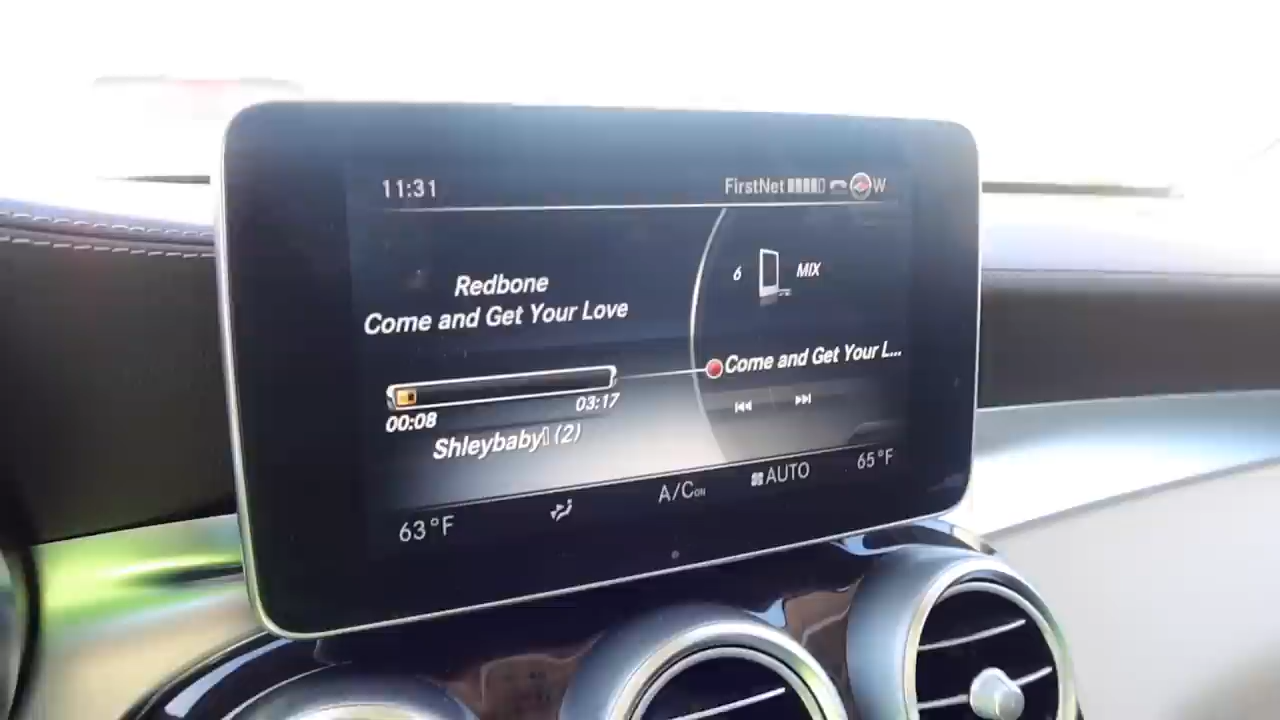 11:31
FirstNet W
Redbone
Come and Get Your Love
6 MIX
Come and Get Your L...
00:08 03:17
Shleybaby▯ (2)
63°F A/C ON AUTO 65°F